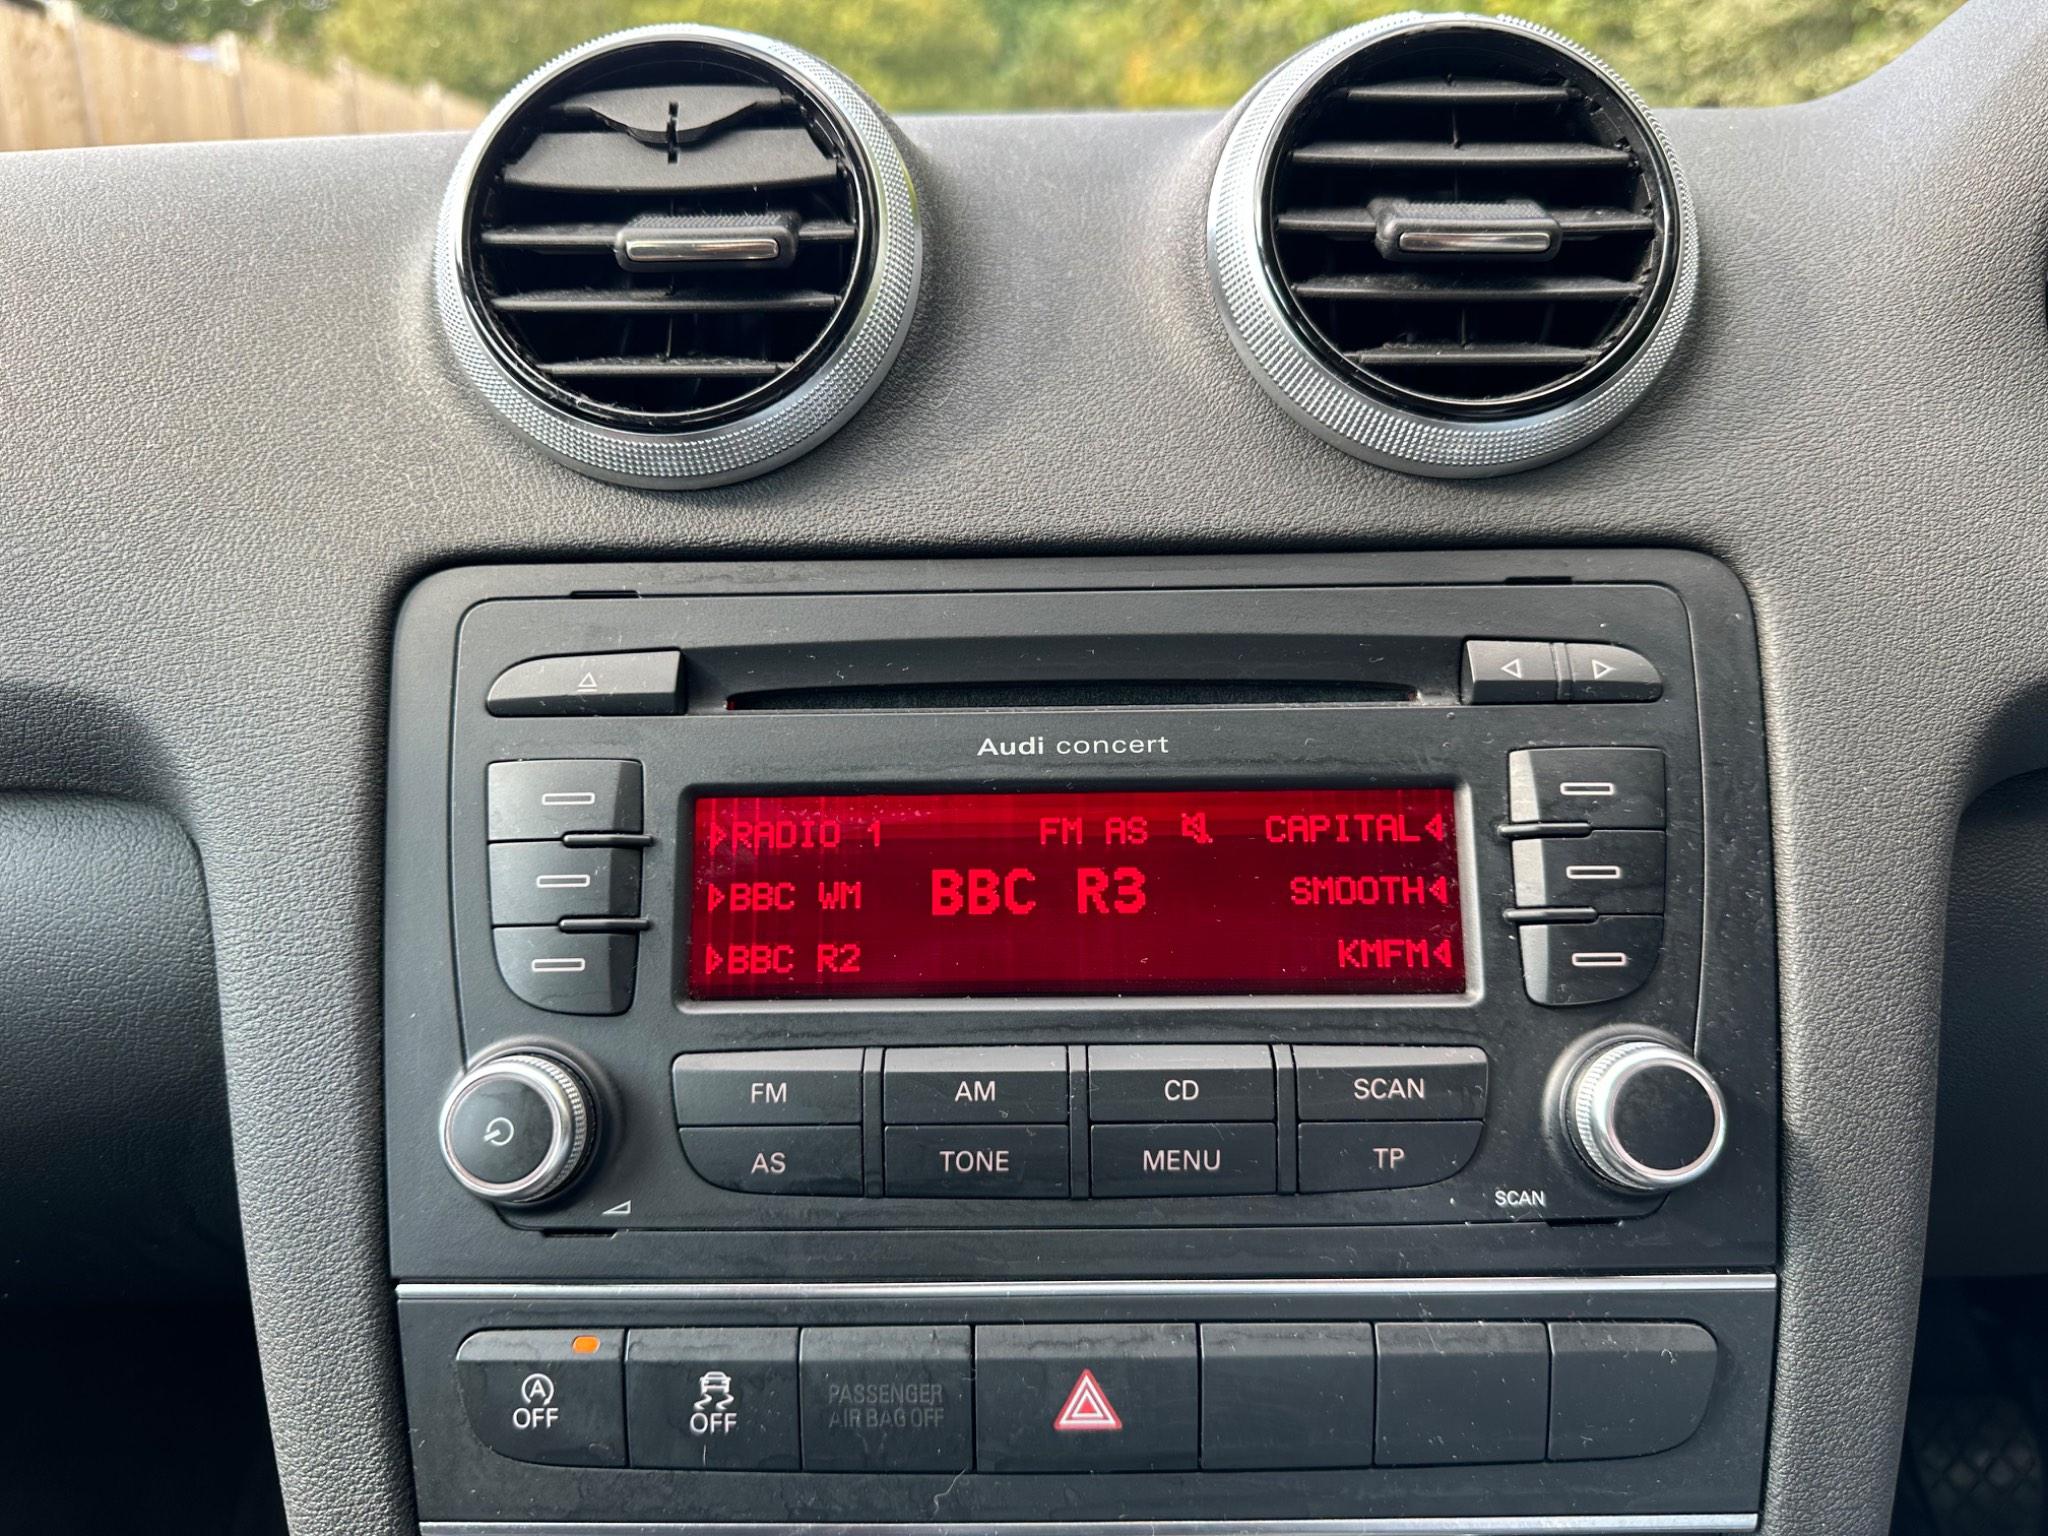 Audi concert
RADIO 1 FM AS CAPITAL
BBC WM BBC R3 SMOOTH
BBC R2 KMFM
FM AM CD SCAN
AS TONE MENU TP
SCAN
A
OFF OFF PASSENGER
AIR BAG OFF